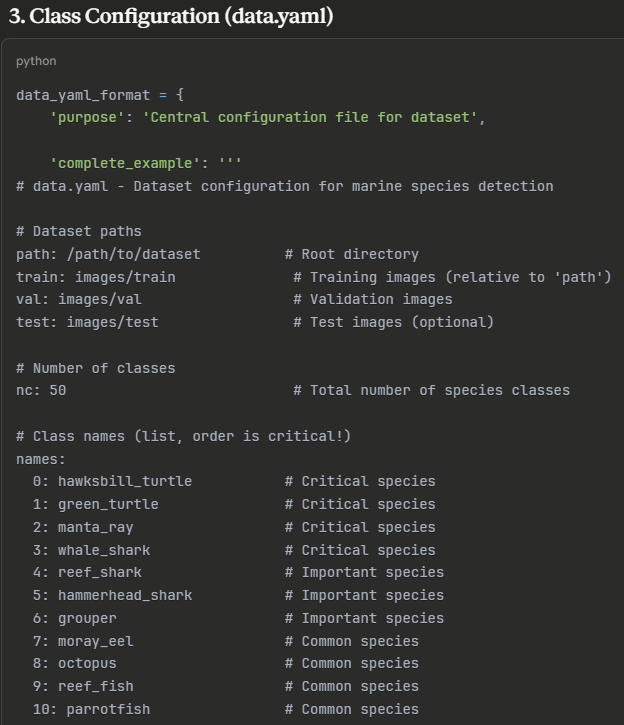 3. Class Configuration (data.yaml)
python
data_yaml_format = {
    'purpose': 'Central configuration file for dataset',
    'complete_example': '''
# data.yaml - Dataset configuration for marine species detection
# Dataset paths
path: /path/to/dataset          # Root directory
train: images/train              # Training images (relative to 'path')
val: images/val                  # Validation images
test: images/test                # Test images (optional)
# Number of classes
nc: 50                           # Total number of species classes
# Class names (list, order is critical!)
names:
  0: hawksbill_turtle           # Critical species
  1: green_turtle               # Critical species
  2: manta_ray                  # Critical species
  3: whale_shark                # Critical species
  4: reef_shark                 # Important species
  5: hammerhead_shark           # Important species
  6: grouper                    # Important species
  7: moray_eel                  # Common species
  8: octopus                    # Common species
  9: reef_fish                  # Common species
  10: parrotfish                # Common species